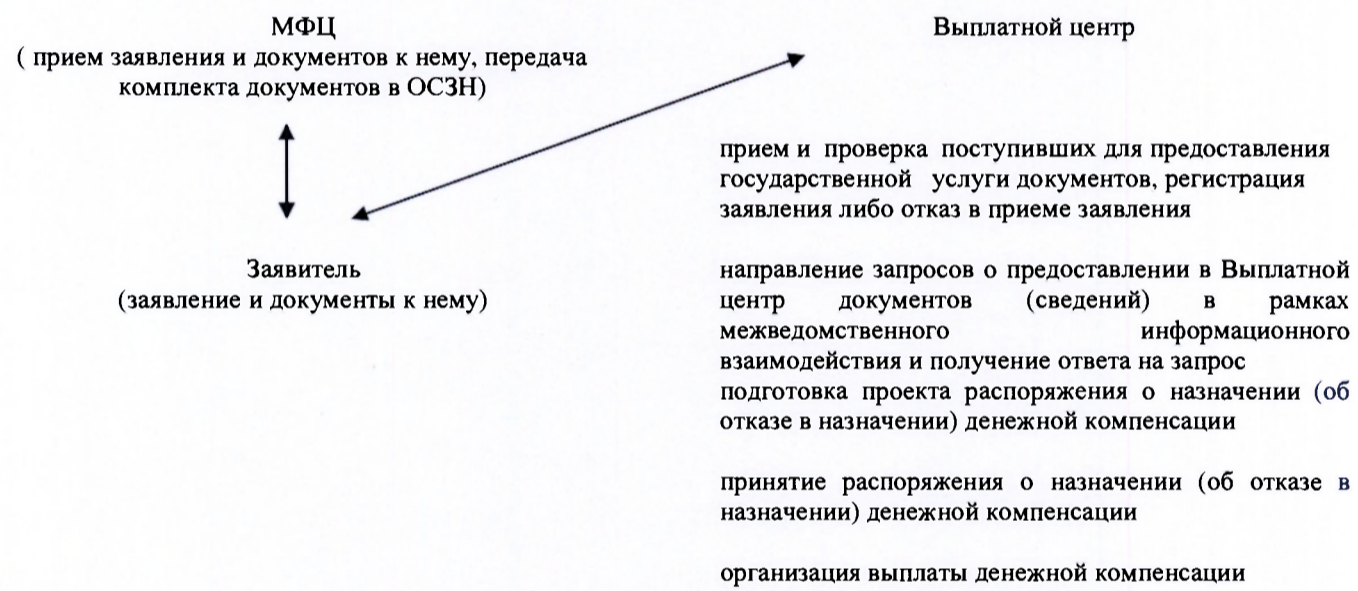 МФЦ
( прием заявления и документов к нему, передача
комплекта документов в ОСЗН)
Заявитель
(заявление и документы к нему)
Выплатной центр
прием и проверка поступивших для предоставления
государственной услуги документов, регистрация
заявления либо отказ в приеме заявления
направление запросов о предоставлении в Выплатной
центр документов (сведений) в рамках
межведомственного информационного
взаимодействия и получение ответа на запрос
подготовка проекта распоряжения о назначении (об
отказе в назначении) денежной компенсации
принятие распоряжения о назначении (об отказе в
назначении) денежной компенсации
организация выплаты денежной компенсации